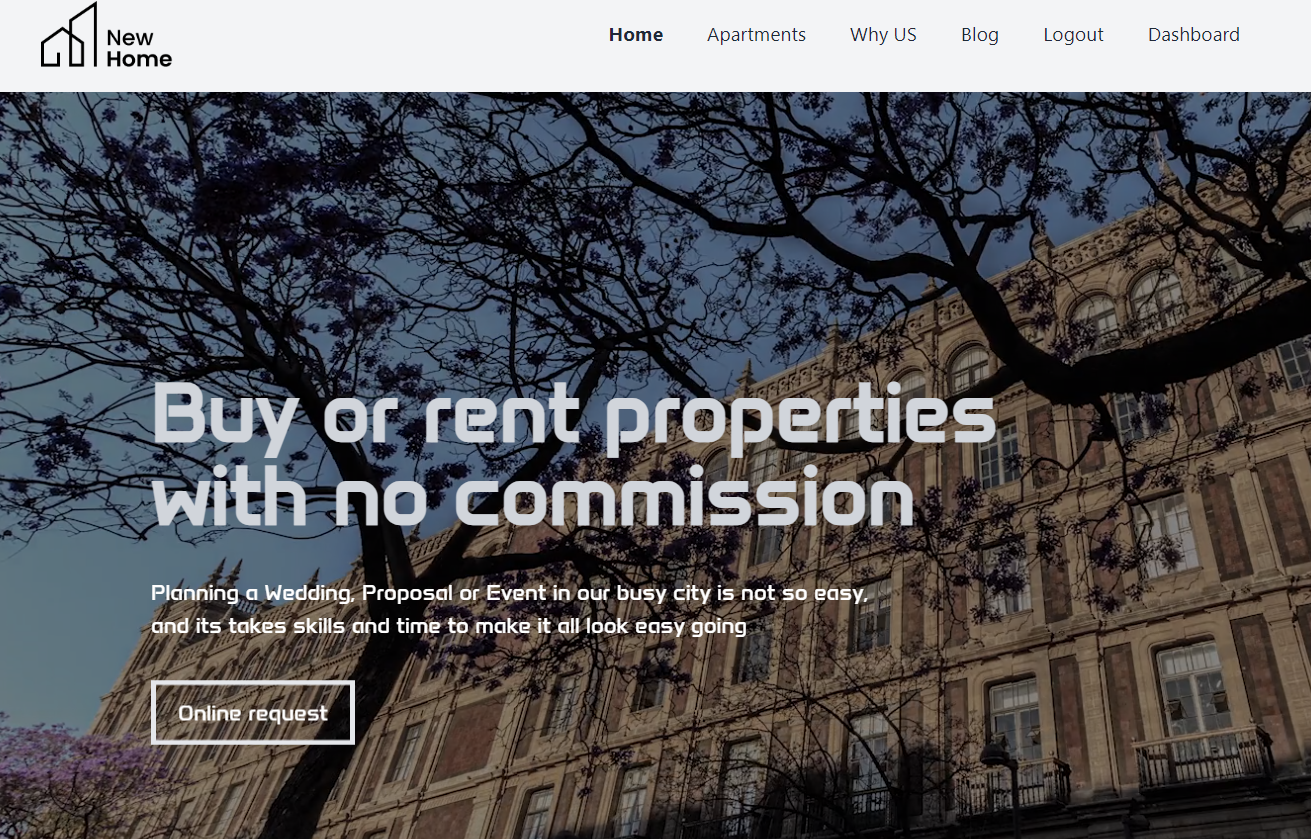 New
Home
Home Apartments Why US Blog Logout Dashboard
Buy or rent properties
with no commission
Planning a Wedding, Proposal or Event in our busy city is not so easy,
and its takes skills and time to make it all look easy going
Online request